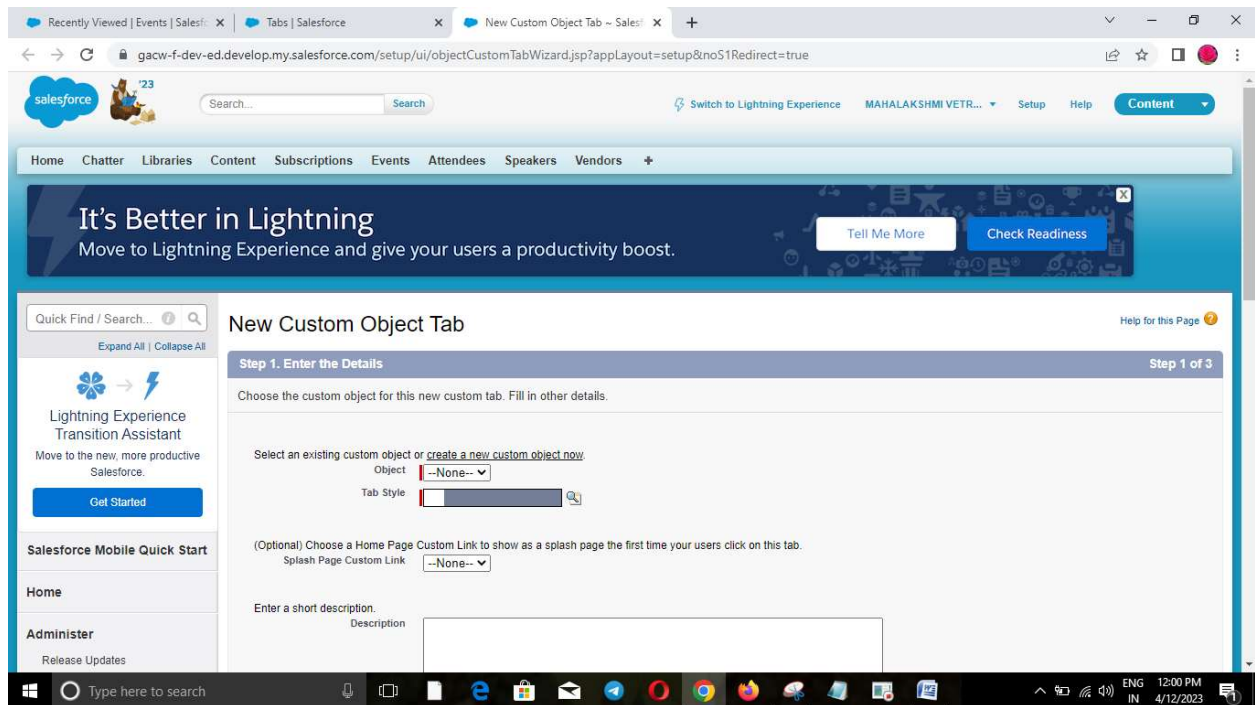 Recently Viewed | Events | Salesfo
Tabs | Salesforce
New Custom Object Tab ~ Salesf
gacw-f-dev-ed.develop.my.salesforce.com/setup/ui/objectCustomTabWizard.jsp?appLayout=setup&noS1Redirect=true
salesforce
'23
Search...
Search
Switch to Lightning Experience
MAHALAKSHMI VETR...
Setup
Help
Content
Home Chatter Libraries Content Subscriptions Events Attendees Speakers Vendors +
It's Better in Lightning
Move to Lightning Experience and give your users a productivity boost.
Tell Me More
Check Readiness
X
Quick Find / Search...
Expand All | Collapse All
Lightning Experience
Transition Assistant
Move to the new, more productive
Salesforce.
Get Started
Salesforce Mobile Quick Start
Home
Administer
Release Updates
New Custom Object Tab
Help for this Page
Step 1. Enter the Details
Step 1 of 3
Choose the custom object for this new custom tab. Fill in other details.
Select an existing custom object or create a new custom object now.
Object
--None--
Tab Style
(Optional) Choose a Home Page Custom Link to show as a splash page the first time your users click on this tab.
Splash Page Custom Link
--None--
Enter a short description.
Description
Type here to search
ENG
IN
12:00 PM
4/12/2023